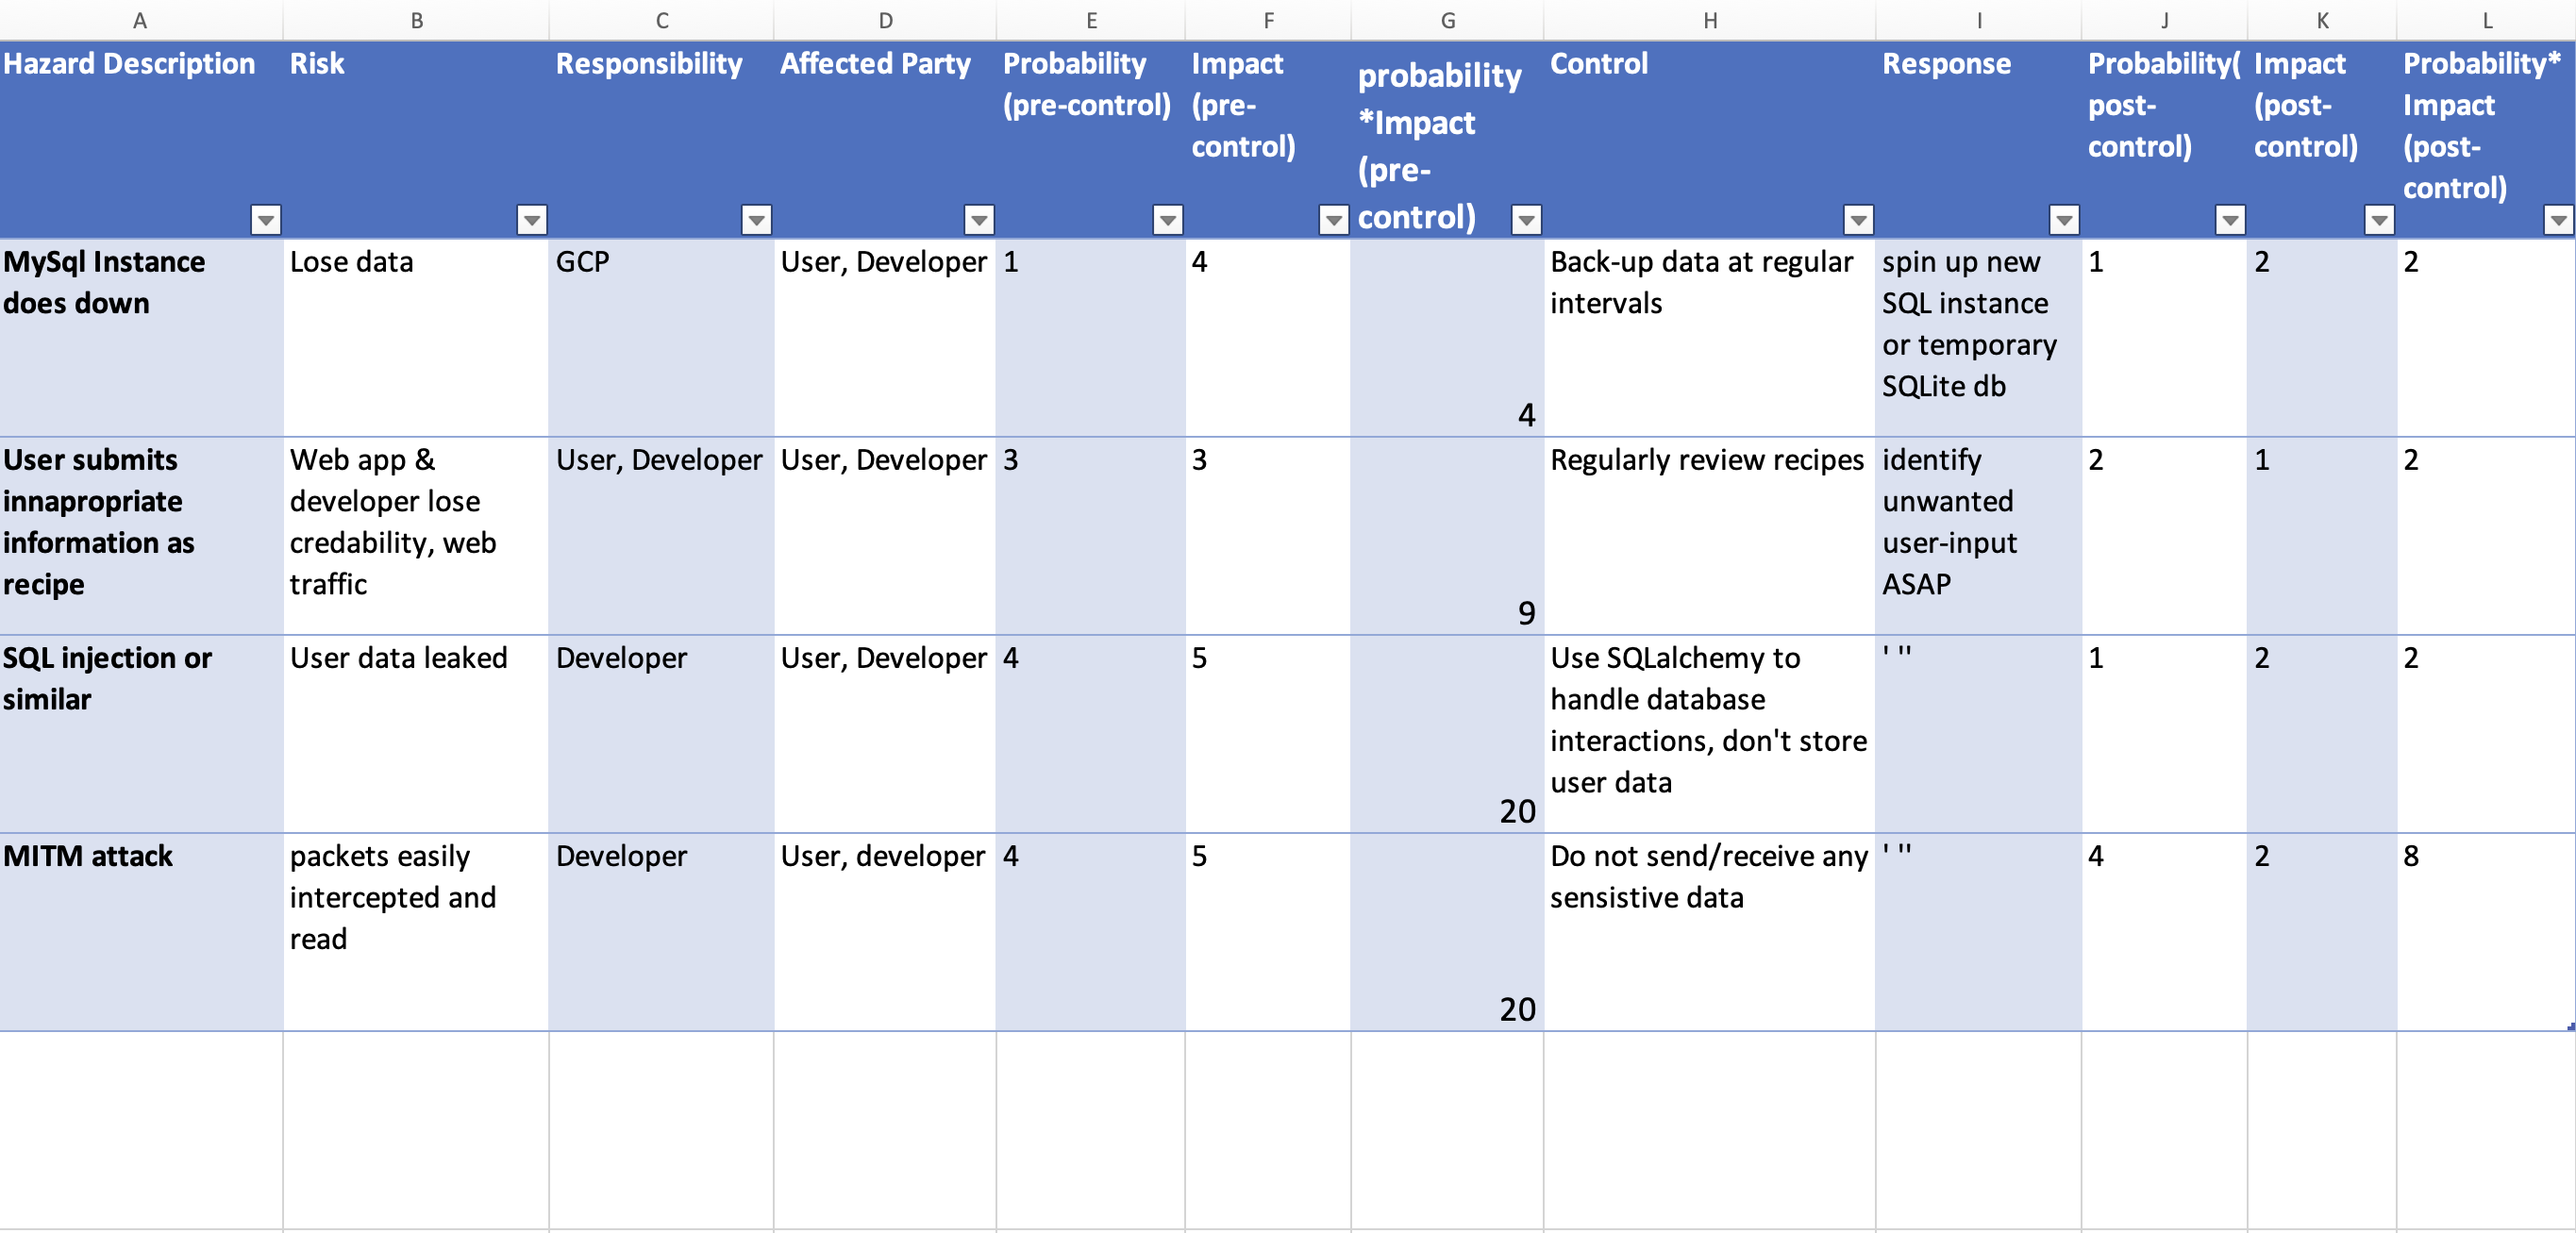 A B C D E F G H I J K L
Hazard Description
Risk
Responsibility
Affected Party
Probability
(pre-control)
Impact
(pre-
control)
probability
*Impact
(pre-
control)
Control
Response
Probability(
post-
control)
Impact
(post-
control)
Probability*
Impact
(post-
control)
MySql Instance
does down
Lose data
GCP
User, Developer
1
4
4
Back-up data at regular
intervals
spin up new
SQL instance
or temporary
SQLite db
1
2
2
User submits
innapropriate
information as
recipe
Web app &
developer lose
credability, web
traffic
User, Developer
User, Developer
3
3
9
Regularly review recipes
identify
unwanted
user-input
ASAP
2
1
2
SQL injection or
similar
User data leaked
Developer
User, Developer
4
5
20
Use SQLalchemy to
handle database
interactions, don't store
user data
' ''
1
2
2
MITM attack
packets easily
intercepted and
read
Developer
User, developer
4
5
20
Do not send/receive any
sensistive data
' ''
4
2
8